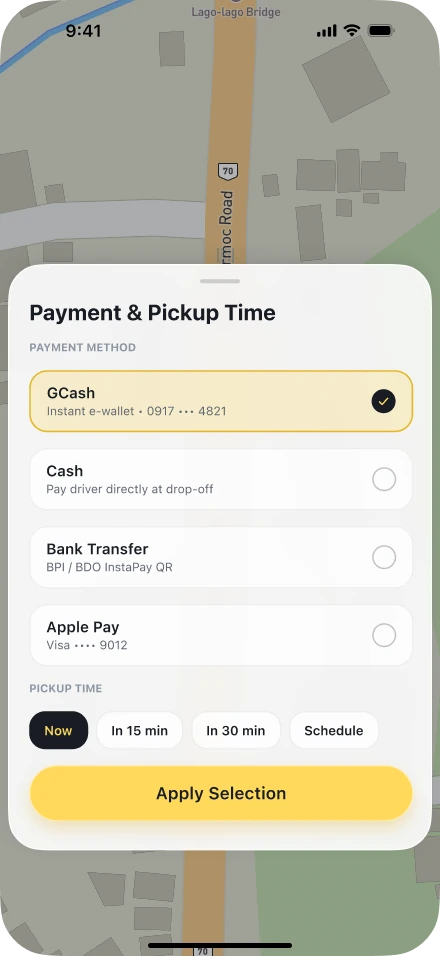 Lago-lago Bridge
9:41
70
rmoc Road
Payment & Pickup Time
PAYMENT METHOD
GCash
Instant e-wallet • 0917 ••• 4821
Cash
Pay driver directly at drop-off
Bank Transfer
BPI / BDO InstaPay QR
Apple Pay
Visa •••• 9012
PICKUP TIME
Now In 15 min In 30 min Schedule
Apply Selection
70